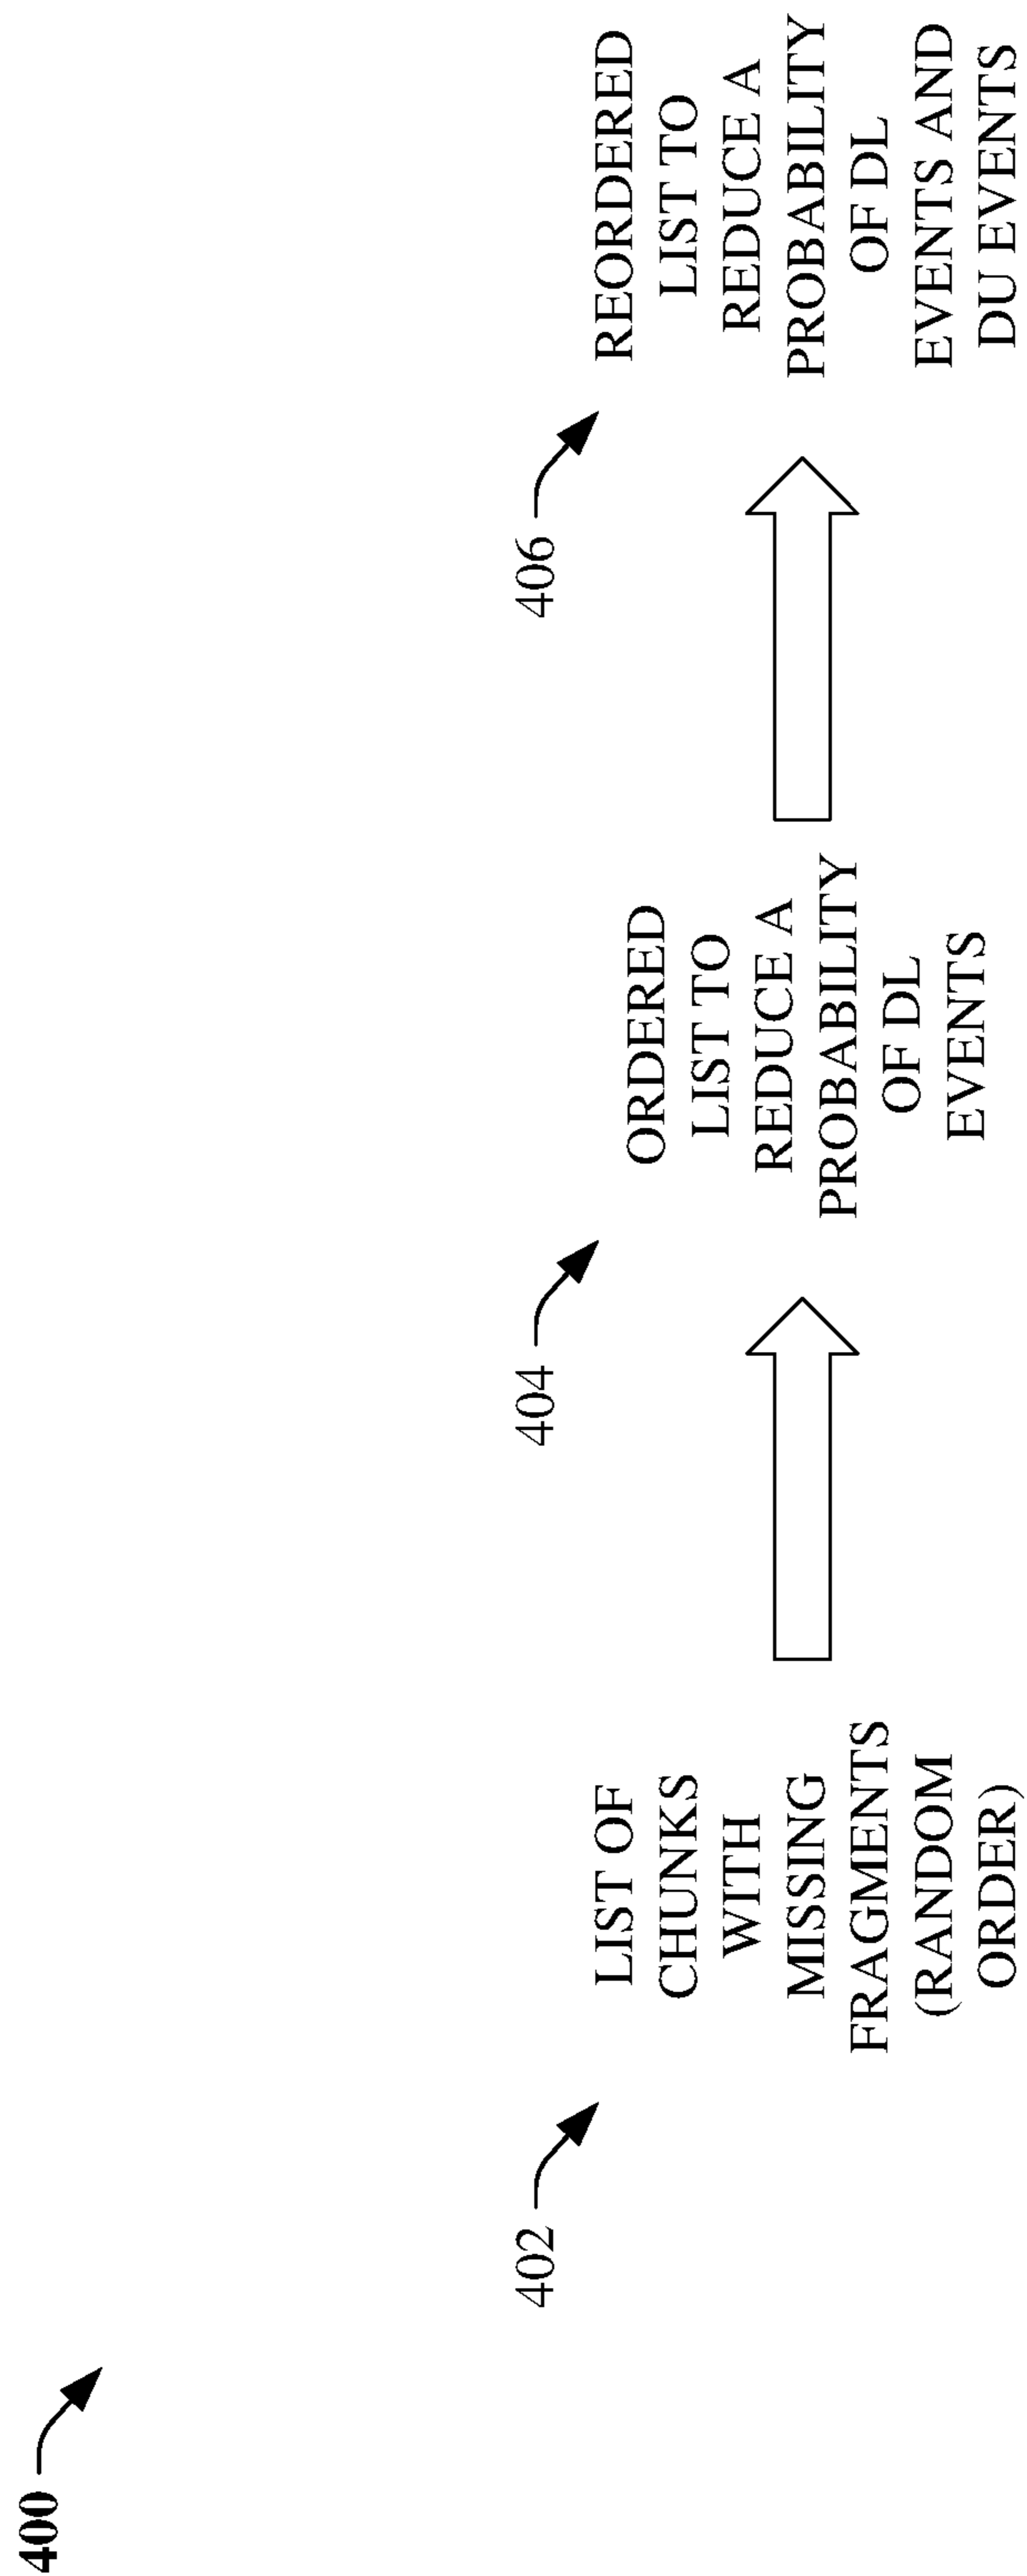 400
402
LIST OF
CHUNKS
WITH
MISSING
FRAGMENTS
(RANDOM
ORDER)
404
ORDERED
LIST TO
REDUCE A
PROBABILITY
OF DL
EVENTS
406
REORDERED
LIST TO
REDUCE A
PROBABILITY
OF DL
EVENTS AND
DU EVENTS